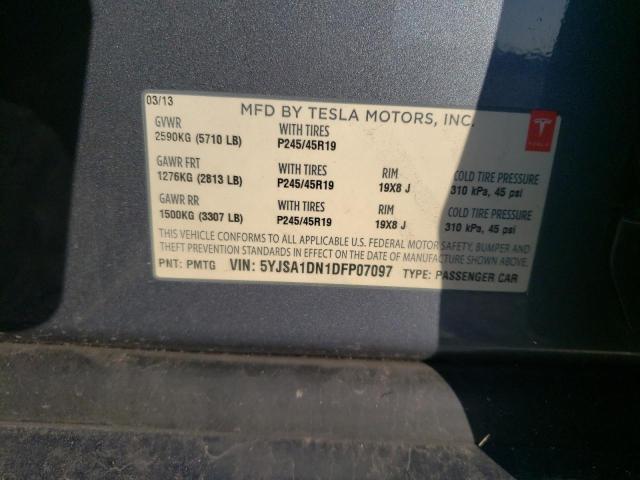 03/13
MFD BY TESLA MOTORS, INC.
TESLA
GVWR
2590KG (5710 LB)
WITH TIRES
P245/45R19
GAWR FRT
1276KG (2813 LB)
WITH TIRES
P245/45R19
RIM
19X8 J
COLD TIRE PRESSURE
310 kPa, 45 psi
GAWR RR
1500KG (3307 LB)
WITH TIRES
P245/45R19
RIM
19X8 J
COLD TIRE PRESSURE
310 kPa, 45 psi
THIS VEHICLE CONFORMS TO ALL APPLICABLE U.S. FEDERAL MOTOR SAFETY, BUMPER AND
THEFT PREVENTION STANDARDS IN EFFECT ON THE DATE OF MANUFACTURE SHOWN ABOVE.
PNT: PMTG VIN: 5YJSA1DN1DFP07097 TYPE: PASSENGER CAR